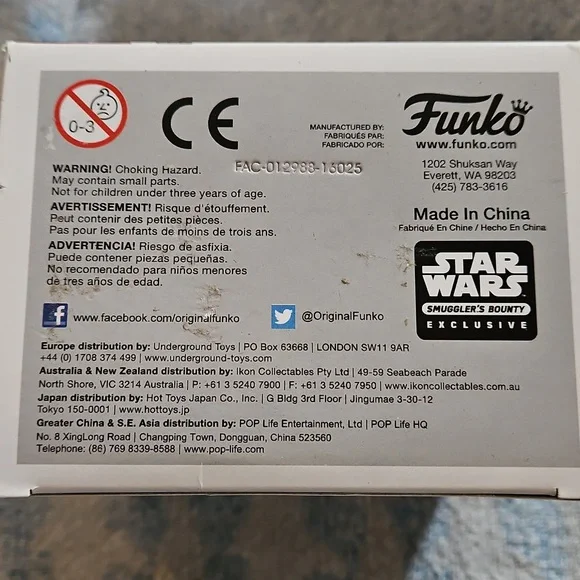 0-3
CE
MANUFACTURED BY:
FABRIQUÉS PAR:
FABRICADO POR:
Funko
www.funko.com
1202 Shuksan Way
Everett, WA 98203
(425) 783-3616
FAC-012988-16025
WARNING! Choking Hazard.
May contain small parts.
Not for children under three years of age.
AVERTISSEMENT! Risque d'étouffement.
Peut contenir des petites pièces.
Pas pour les enfants de moins de trois ans.
ADVERTENCIA! Riesgo de asfixia.
Puede contener piezas pequeñas.
No recomendado para niños menores
de tres años de edad.
Made In China
Fabriqué En Chine / Hecho En China
STAR
WARS
SMUGGLER'S BOUNTY
EXCLUSIVE
f www.facebook.com/originalfunko
@OriginalFunko
Europe distribution by: Underground Toys | PO Box 63668 | LONDON SW11 9AR
+44 (0) 1708 374 499 | www.underground-toys.com
Australia & New Zealand distribution by: Ikon Collectables Pty Ltd | 49-59 Seabeach Parade
North Shore, VIC 3214 Australia | P: +61 3 5240 7900 | F: +61 3 5240 7950 | www.ikoncollectables.com.au
Japan distribution by: Hot Toys Japan Co., Inc. | G Bldg 3rd Floor | Jingumae 3-30-12
Tokyo 150-0001 | www.hottoys.jp
Greater China & S.E. Asia distribution by: POP Life Entertainment, Ltd | POP Life HQ
No. 8 XingLong Road | Changping Town, Dongguan, China 523560
Telephone: (86) 769 8339-8588 | www.pop-life.com